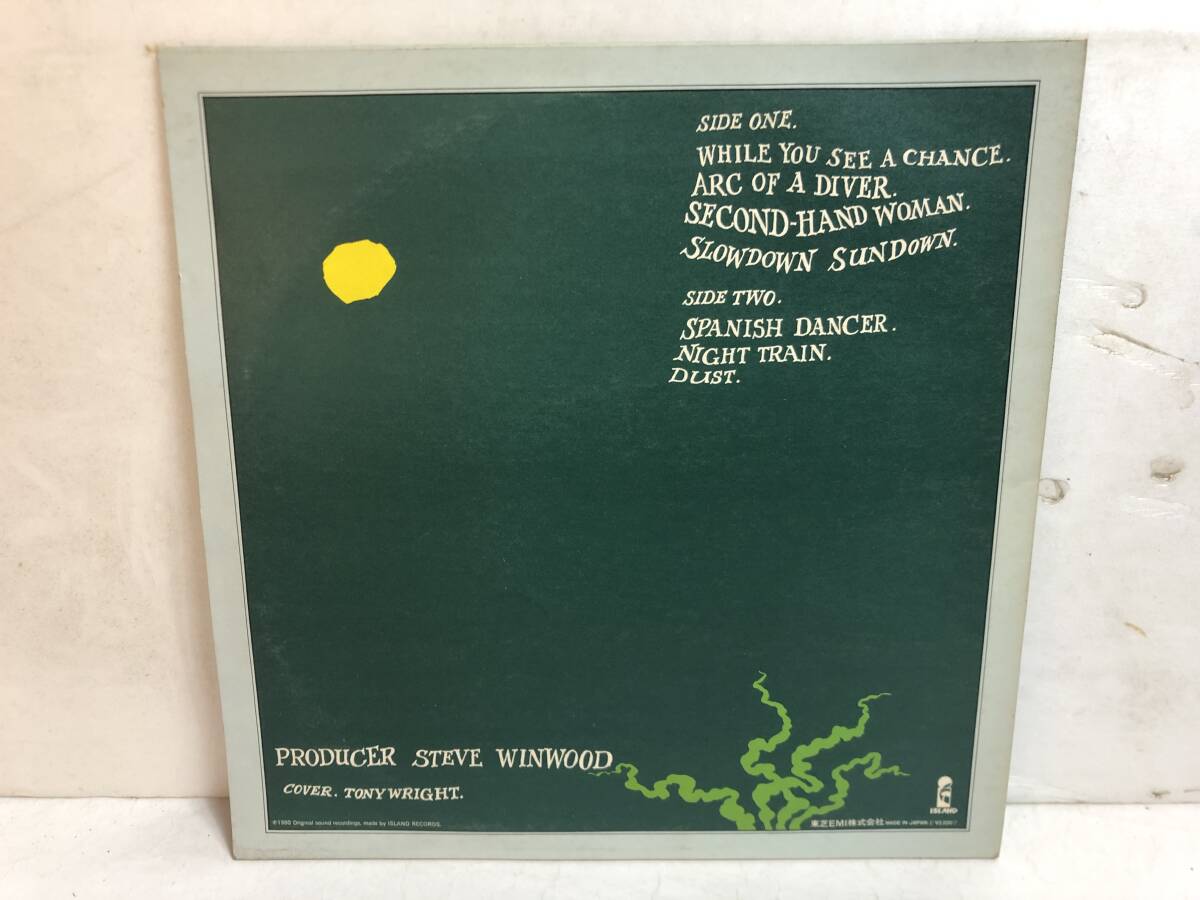 SIDE ONE.
WHILE YOU SEE A CHANCE.
ARC OF A DIVER.
SECOND-HAND WOMAN.
SLOWDOWN SUNDOWN.
SIDE TWO.
SPANISH DANCER.
NIGHT TRAIN.
DUST.
PRODUCER STEVE WINWOOD
COVER. TONY WRIGHT.
℗1980 Original sound recordings, made by ISLAND RECORDS.
ISLAND
東芝EMI株式会社 MADE IN JAPAN